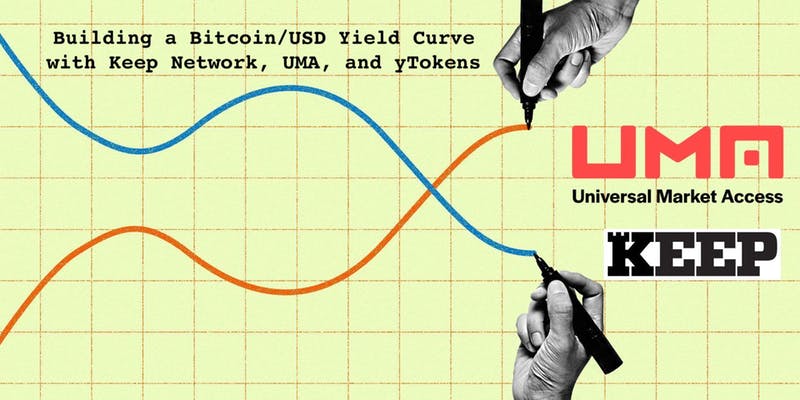 Building a Bitcoin/USD Yield Curve
with Keep Network, UMA, and yTokens
UMA
Universal Market Access
KEEP